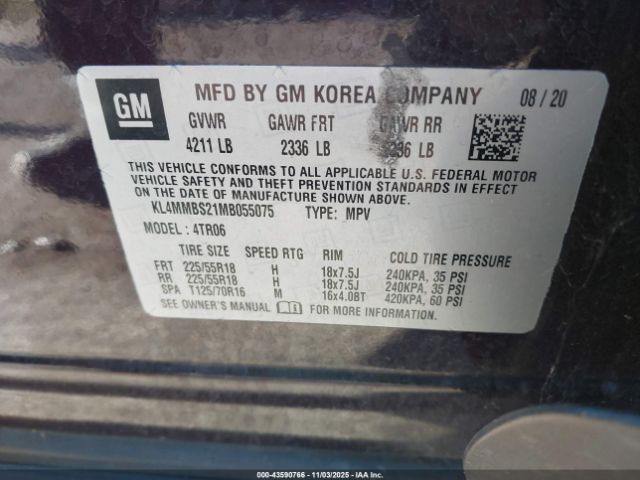 GM MFD BY GM KOREA COMPANY 08 / 20
GVWR GAWR FRT GAWR RR
4211 LB 2336 LB LB
THIS VEHICLE CONFORMS TO ALL APPLICABLE U.S. FEDERAL MOTOR
VEHICLE SAFETY AND THEFT PREVENTION STANDARDS IN EFFECT
ON THE DATE OF MANUFACTURE SHOWN ABOVE.
KL4MMBS21MB055075 TYPE: MPV
MODEL: 4TR06
TIRE SIZE SPEED RTG RIM COLD TIRE PRESSURE
FRT 225/55R18 H 18x7.5J 240KPA, 35 PSI
RR 225/55R18 H 18x7.5J 240KPA, 35 PSI
SPA T125/70R16 M 16x4.0BT 420KPA, 60 PSI
SEE OWNER'S MANUAL FOR MORE INFORMATION.
OWNER: 000-43590766 | 11/03/2025 | IAA, Inc.